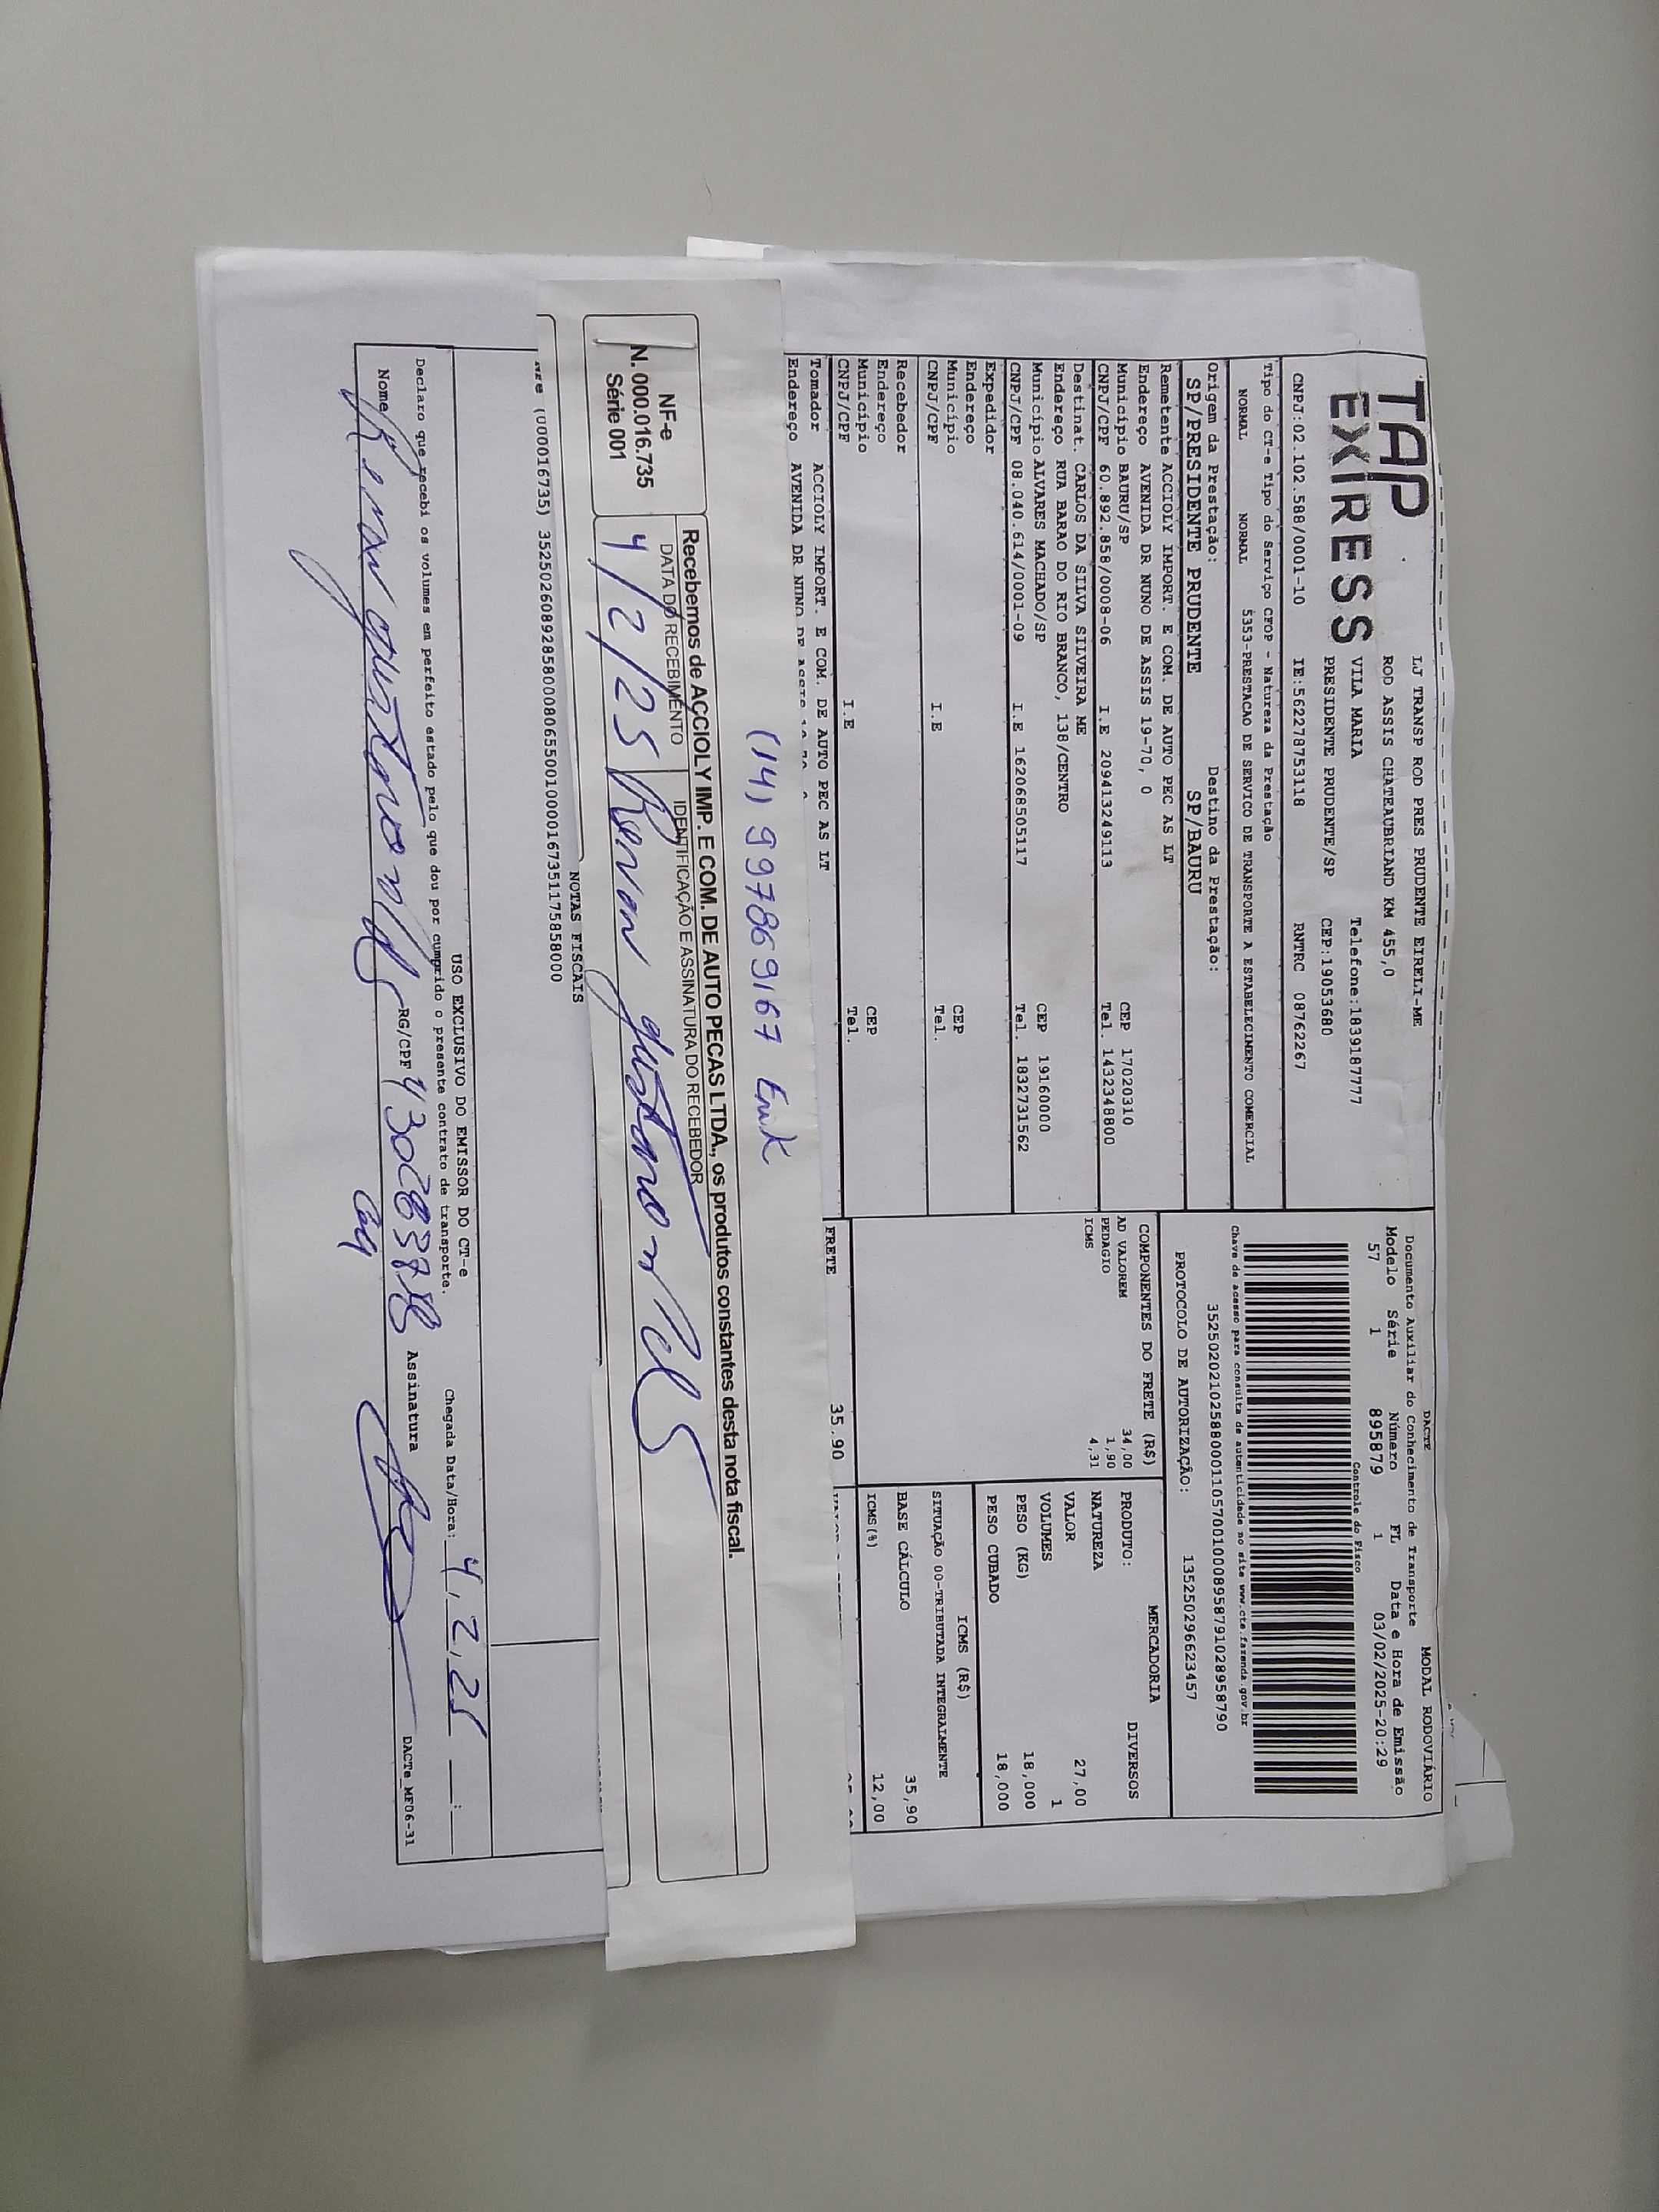 TAP
EXPRESS
LJ TRANSP ROD PRES PRUDENTE EIRELI-ME
ROD ASSIS CHATEAUBRIAND KM 455,0
VILA MARIA Telefone:1839187777
PRESIDENTE PRUDENTE/SP CEP:19053680
CNPJ:02.102.588/0001-10 IE:562278753118 RNTRC 08762267
Tipo do CT-e Tipo do Serviço CFOP - Natureza da Prestação
NORMAL NORMAL 5353-PRESTACAO DE SERVICO DE TRANSPORTE A ESTABELECIMENTO COMERCIAL
Origem da Prestação: Destino da Prestação:
SP/PRESIDENTE PRUDENTE SP/BAURU
Remetente ACCIOLY IMPORT. E COM. DE AUTO PEC AS LT
Endereço AVENIDA DR NUNO DE ASSIS 19-70, 0
Município BAURU/SP CEP 17020310
CNPJ/CPF 60.892.858/0008-06 I.E 209413249113 Tel. 1432348800
Destinat. CARLOS DA SILVA SILVEIRA ME
Endereço RUA BARAO DO RIO BRANCO, 138/CENTRO
Município ALVARES MACHADO/SP CEP 19160000
CNPJ/CPF 08.040.614/0001-09 I.E 162068505117 Tel. 1832731562
Expedidor
Endereço
Município CEP
CNPJ/CPF I.E Tel.
Recebedor
Endereço
Município CEP
CNPJ/CPF I.E Tel.
Tomador ACCIOLY IMPORT. E COM. DE AUTO PEC AS LT
Endereço AVENIDA DR NUNO DE ASSIS 19-70, 0
DACTE MODAL RODOVIÁRIO
Documento Auxiliar do Conhecimento de Transporte
Modelo Série Número FL Data e Hora de Emissão
57 1 895879 1 03/02/2025-20:29
Controle do Fisco
Chave de acesso para consulta de autenticidade no site www.cte.fazenda.gov.br
35250202102588000110570010008958791028958790
PROTOCOLO DE AUTORIZAÇÃO: 135250296623457
COMPONENTES DO FRETE (R$)
AD VALOREM 34,00
PEDAGIO 1,90
ICMS 4,31
FRETE 35.90
MERCADORIA
PRODUTO: DIVERSOS
NATUREZA
VALOR 27,00
VOLUMES 1
PESO (KG) 18,000
PESO CUBADO 18,000
ICMS (R$)
SITUAÇÃO 00-TRIBUTADA INTEGRALMENTE
BASE CÁLCULO 35,90
ICMS(%) 12,00
(14) 997869167 Erik
Recebemos de ACCIOLY IMP. E COM. DE AUTO PECAS LTDA., os produtos constantes desta nota fiscal.
NF-e
N. 000.016.735
Série 001
DATA DO RECEBIMENTO
4/2/25
IDENTIFICAÇÃO E ASSINATURA DO RECEBEDOR
Renan gustavo
NOTAS FISCAIS
NFe (000016735) 35250260892858000806550010000167351175858000
USO EXCLUSIVO DO EMISSOR DO CT-e
Declaro que recebi os volumes em perfeito estado pelo que dou por cumprido o presente contrato de transporte.
Chegada Data/Hora: 4, 2, 25 :
Nome Renan gustavo RG/CPF Assinatura
DACTe_MF06-31